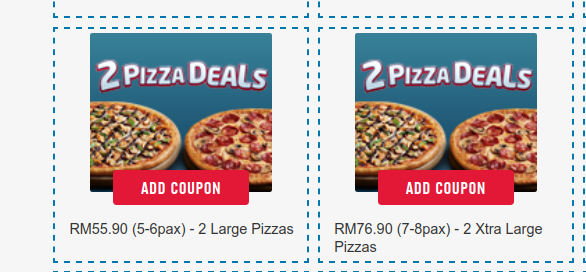 2 PIZZA DEALS
ADD COUPON
RM55.90 (5-6pax) - 2 Large Pizzas
2 PIZZA DEALS
ADD COUPON
RM76.90 (7-8pax) - 2 Xtra Large
Pizzas